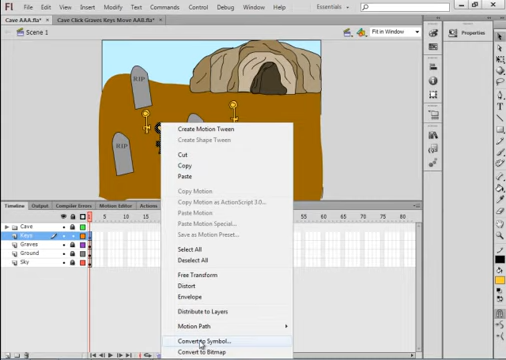 Fl File Edit View Insert Modify Text Commands Control Debug Window Help Essentials
Cave AAA.fla* Cave Click Graves Keys Move AAB.fla*
Scene 1 Fit in Window
Properties
RIP
RIP
Create Motion Tween
Create Shape Tween
Cut
Copy
Paste
Copy Motion
Copy Motion as ActionScript 3.0...
Paste Motion
Paste Motion Special...
Save as Motion Preset...
Select All
Deselect All
Free Transform
Distort
Envelope
Distribute to Layers
Motion Path
Convert to Symbol...
Convert to Bitmap
Timeline Output Compiler Errors Motion Editor Actions
1 5 10 15 55 60 65 70 75 80
Cave
Keys
Graves
Ground
Sky